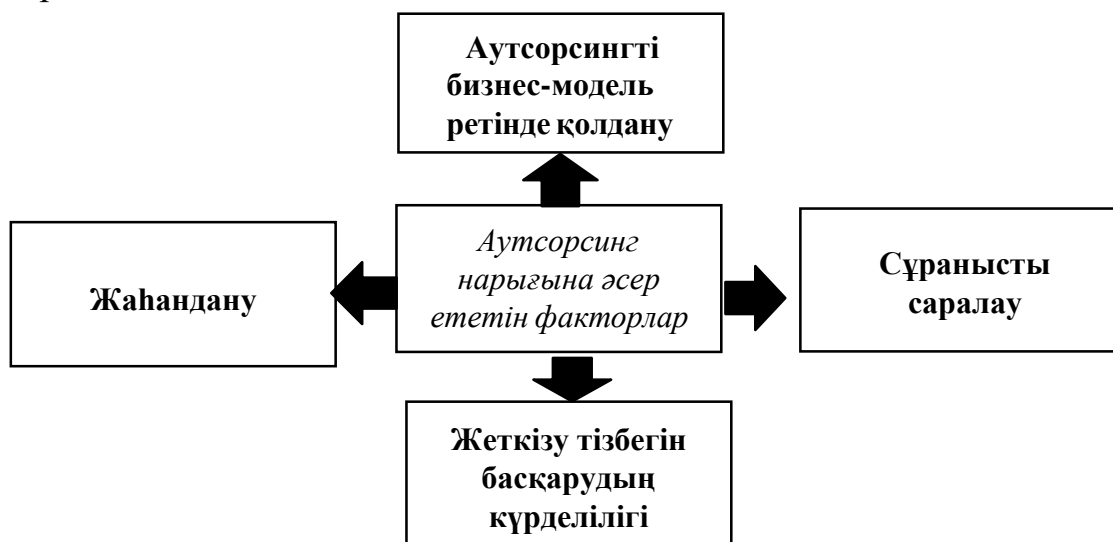 Аутсорсингті
бизнес-модель
ретінде қолдану
Жаһандану
Аутсорсинг
нарығына әсер
ететін факторлар
Сұранысты
саралау
Жеткізу тізбегін
басқарудың
күрделілігі